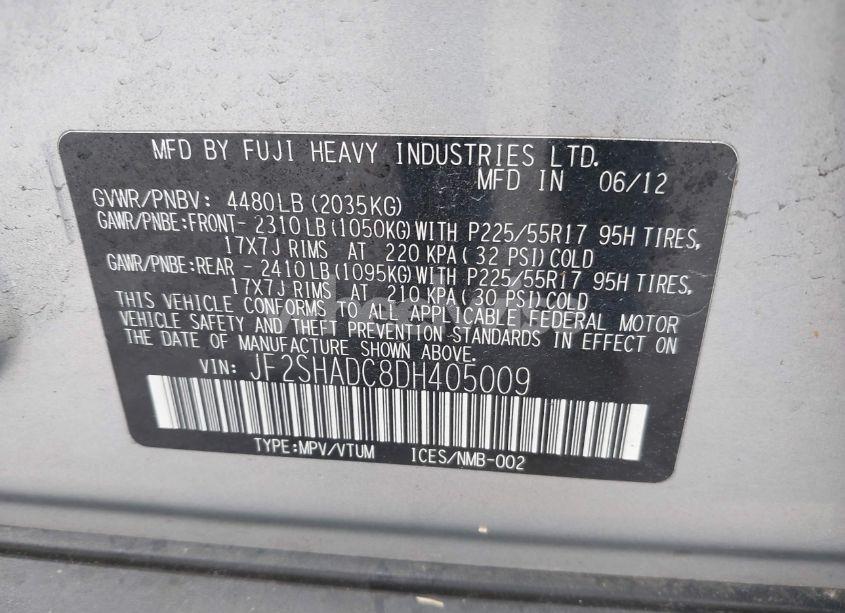 MFD BY FUJI HEAVY INDUSTRIES LTD.
MFD IN 06/12
GVWR/PNBV: 4480LB(2035KG)
GAWR/PNBE:FRONT- 2310LB(1050KG)WITH P225/55R17 95H TIRES,
17X7J RIMS AT 220 KPA( 32 PSI)COLD
GAWR/PNBE:REAR - 2410LB(1095KG)WITH P225/55R17 95H TIRES,
17X7J RIMS AT 210 KPA( 30 PSI)COLD
THIS VEHICLE CONFORMS TO ALL APPLICABLE FEDERAL MOTOR
VEHICLE SAFETY AND THEFT PREVENTION STANDARDS IN EFFECT ON
THE DATE OF MANUFACTURE SHOWN ABOVE.
VIN: JF2SHADC8DH405009
TYPE:MPV/VTUM ICES/NMB-002